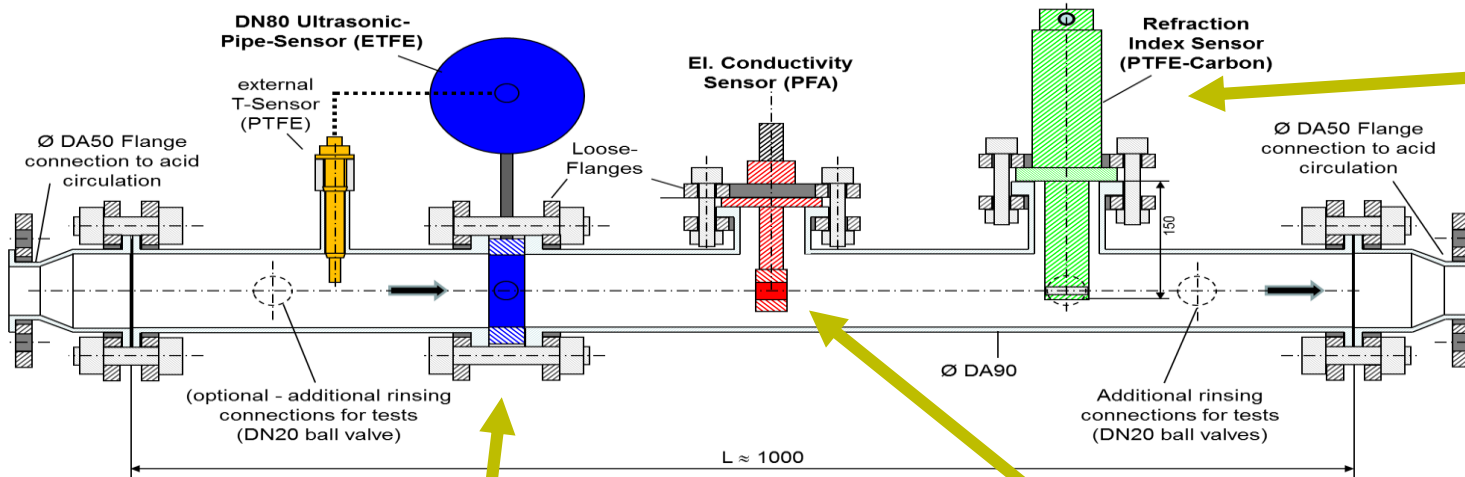 DN80 Ultrasonic-
Pipe-Sensor (ETFE)
external
T-Sensor
(PTFE)
Ø DA50 Flange
connection to acid
circulation
El. Conductivity
Sensor (PFA)
Loose-
Flanges
Refraction
Index Sensor
(PTFE-Carbon)
Ø DA50 Flange
connection to acid
circulation
150
Ø DA90
(optional - additional rinsing
connections for tests
(DN20 ball valve)
Additional rinsing
connections for tests
(DN20 ball valves)
L ≈ 1000